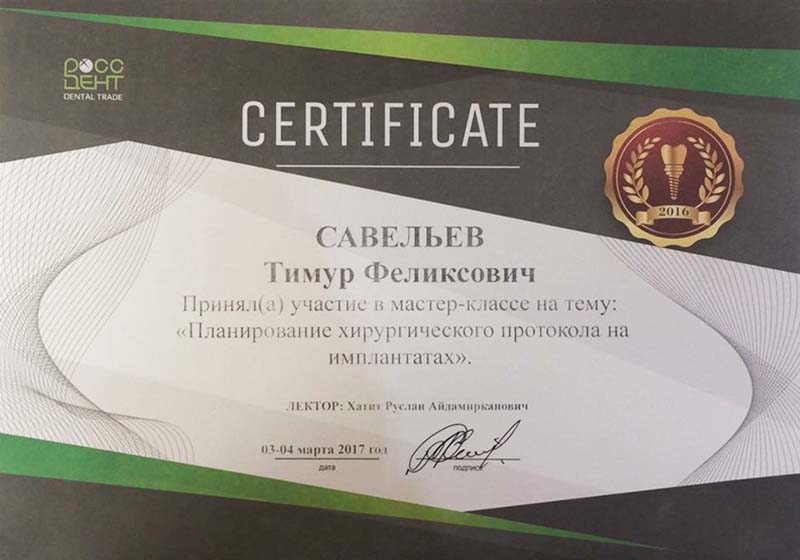 РОСС
ДЕНТ
DENTAL TRADE
CERTIFICATE
2016
САВЕЛЬЕВ
Тимур Феликсович
Принял(а) участие в мастер-классе на тему:
«Планирование хирургического протокола на
имплантатах».
ЛЕКТОР: Хатит Руслан Айдамирканович
03-04 марта 2017 год
дата
подпись